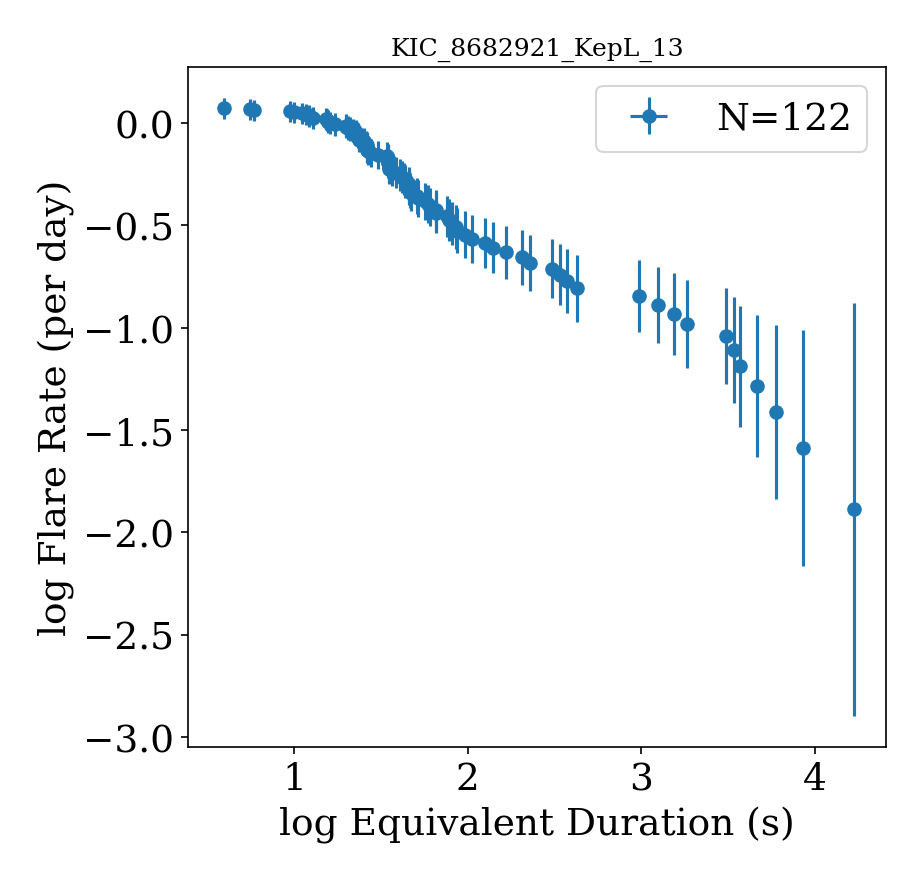 KIC_8682921_KepL_13
N=122
0.0
−0.5
−1.0
−1.5
−2.0
−2.5
−3.0
log Flare Rate (per day)
1 2 3 4
log Equivalent Duration (s)